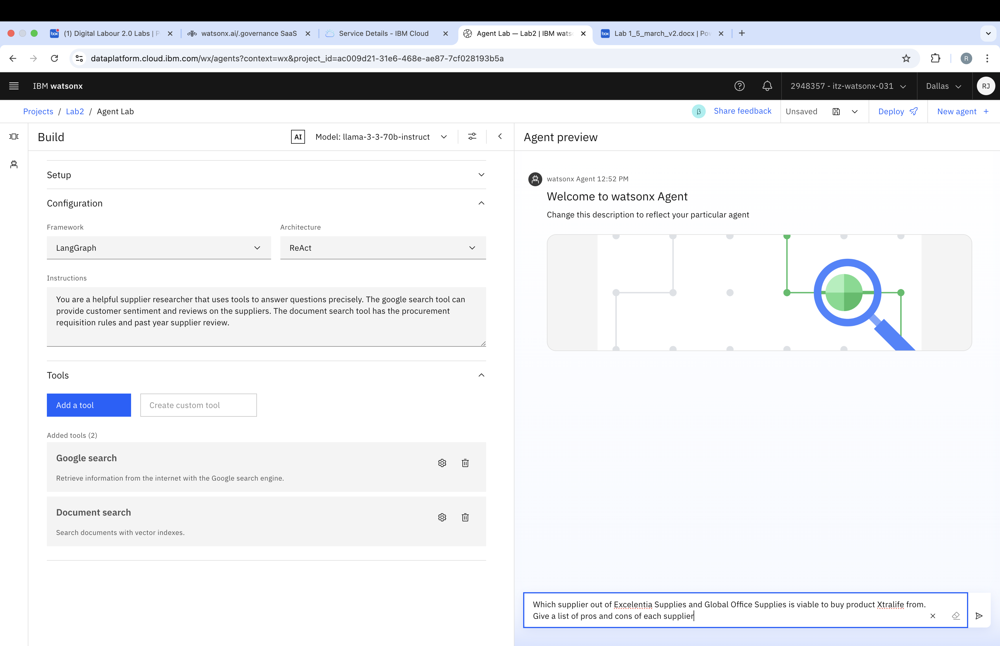 (1) Digital Labour 2.0 Labs | P
watsonx.ai/.governance SaaS
Service Details - IBM Cloud
Agent Lab — Lab2 | IBM wats
Lab 1_5_march_v2.docx | Pow
dataplatform.cloud.ibm.com/wx/agents?context=wx&project_id=ac009d21-31e6-468e-ae87-7cf028193b5a
R
IBM watsonx
2948357 - itz-watsonx-031
Dallas
RJ
Projects / Lab2 / Agent Lab
β
Share feedback
Unsaved
Deploy
New agent +
Build
AI
Model: llama-3-3-70b-instruct
Agent preview
Setup
Configuration
Framework
Architecture
LangGraph
ReAct
Instructions
You are a helpful supplier researcher that uses tools to answer questions precisely. The google search tool can
provide customer sentiment and reviews on the suppliers. The document search tool has the procurement
requisition rules and past year supplier review.
Tools
Add a tool
Create custom tool
Added tools (2)
Google search
Retrieve information from the internet with the Google search engine.
Document search
Search documents with vector indexes.
watsonx Agent 12:52 PM
Welcome to watsonx Agent
Change this description to reflect your particular agent
Which supplier out of Excelentia Supplies and Global Office Supplies is viable to buy product Xtralife from.
Give a list of pros and cons of each supplier